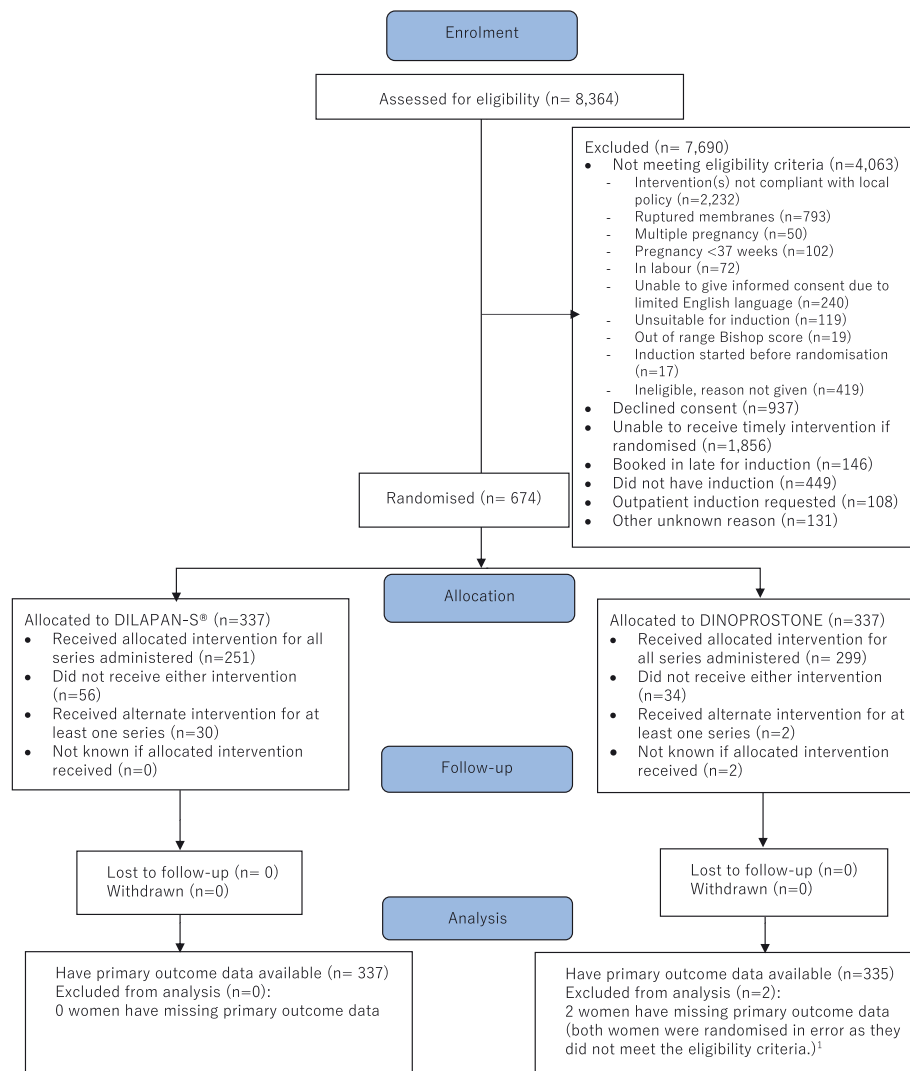 Enrolment
Assessed for eligibility (n= 8,364)
Excluded (n= 7,690)
• Not meeting eligibility criteria (n=4,063)
- Intervention(s) not compliant with local
policy (n=2,232)
- Ruptured membranes (n=793)
- Multiple pregnancy (n=50)
- Pregnancy <37 weeks (n=102)
- In labour (n=72)
- Unable to give informed consent due to
limited English language (n=240)
- Unsuitable for induction (n=119)
- Out of range Bishop score (n=19)
- Induction started before randomisation
(n=17)
- Ineligible, reason not given (n=419)
• Declined consent (n=937)
• Unable to receive timely intervention if
randomised (n=1,856)
• Booked in late for induction (n=146)
• Did not have induction (n=449)
• Outpatient induction requested (n=108)
• Other unknown reason (n=131)
Randomised (n= 674)
Allocation
Allocated to DILAPAN-S® (n=337)
• Received allocated intervention for all
series administered (n=251)
• Did not receive either intervention
(n=56)
• Received alternate intervention for at
least one series (n=30)
• Not known if allocated intervention
received (n=0)
Allocated to DINOPROSTONE (n=337)
• Received allocated intervention for
all series administered (n= 299)
• Did not receive either intervention
(n=34)
• Received alternate intervention for at
least one series (n=2)
• Not known if allocated intervention
received (n=2)
Follow-up
Lost to follow-up (n= 0)
Withdrawn (n=0)
Lost to follow-up (n=0)
Withdrawn (n=0)
Analysis
Have primary outcome data available (n= 337)
Excluded from analysis (n=0):
0 women have missing primary outcome data
Have primary outcome data available (n=335)
Excluded from analysis (n=2):
2 women have missing primary outcome data
(both women were randomised in error as they
did not meet the eligibility criteria.)¹